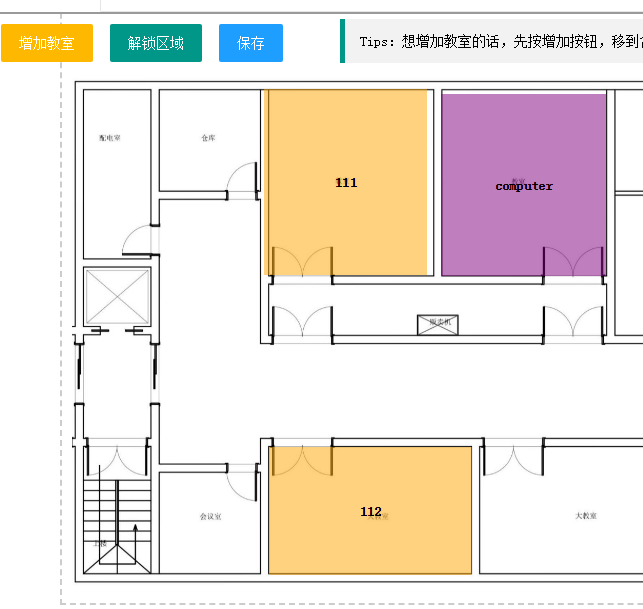 增加教室
解锁区域
保存
Tips: 想增加教室的话，先按增加按钮，移到
配电室
仓库
111
computer
贩卖机
会议室
112
大教室
上楼